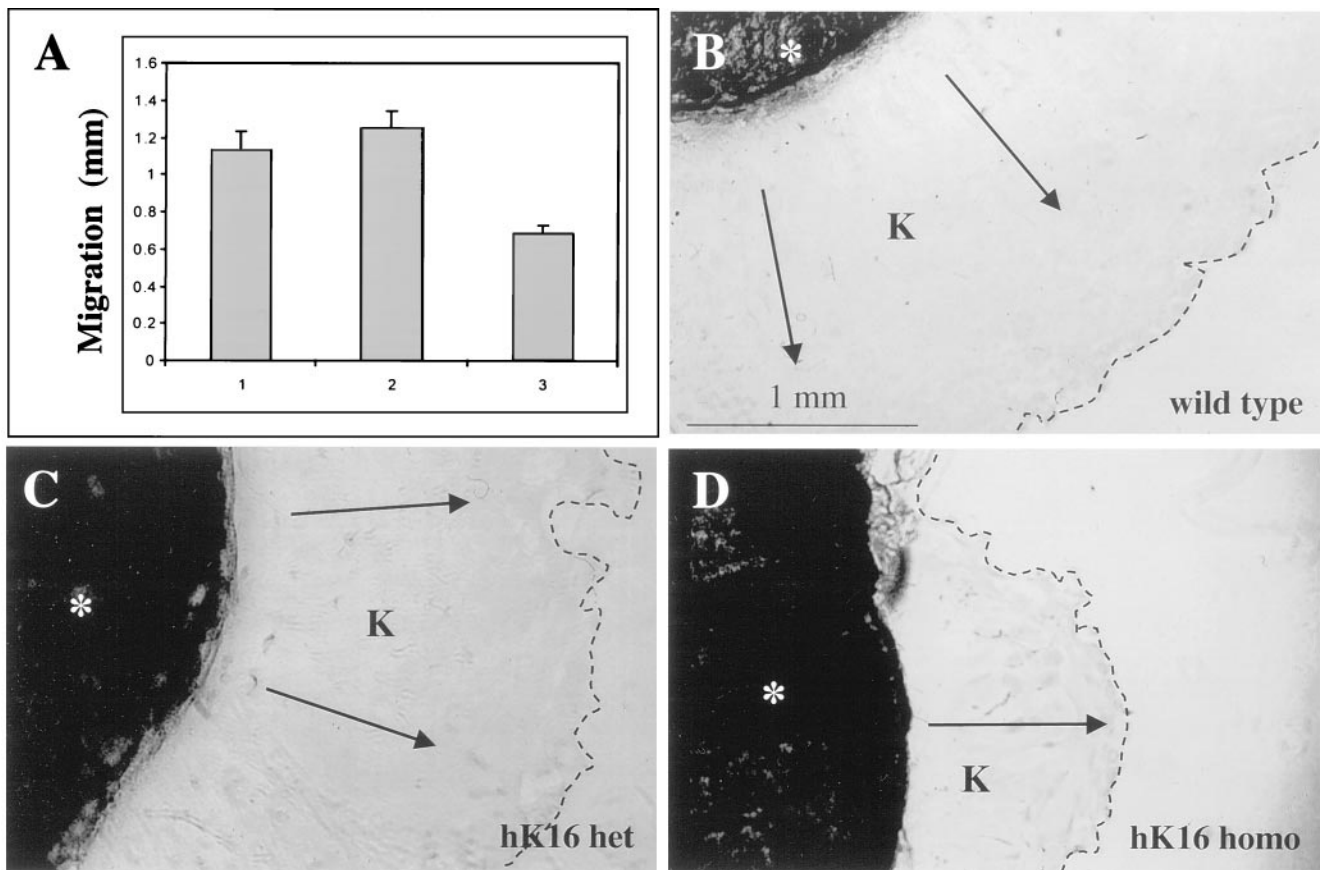 A
Migration (mm)
1.6
1.4
1.2
1
0.8
0.6
0.4
0.2
0
1 2 3
B
*
K
1 mm
wild type
C
*
K
hK16 het
D
*
K
hK16 homo